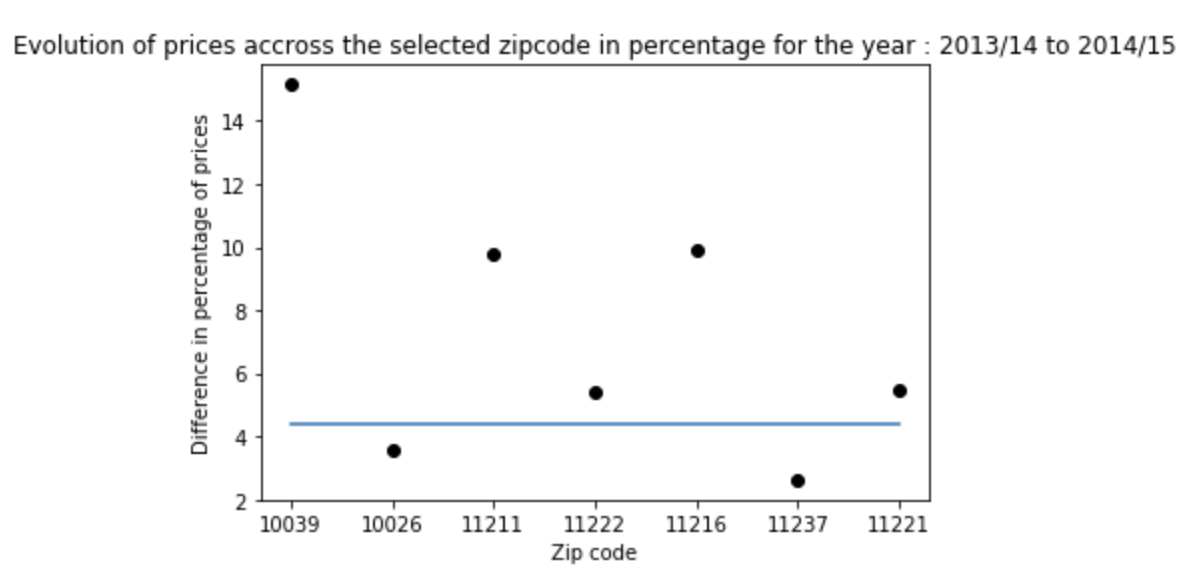 Evolution of prices accross the selected zipcode in percentage for the year : 2013/14 to 2014/15
Difference in percentage of prices
14
12
10
8
6
4
2
10039 10026 11211 11222 11216 11237 11221
Zip code